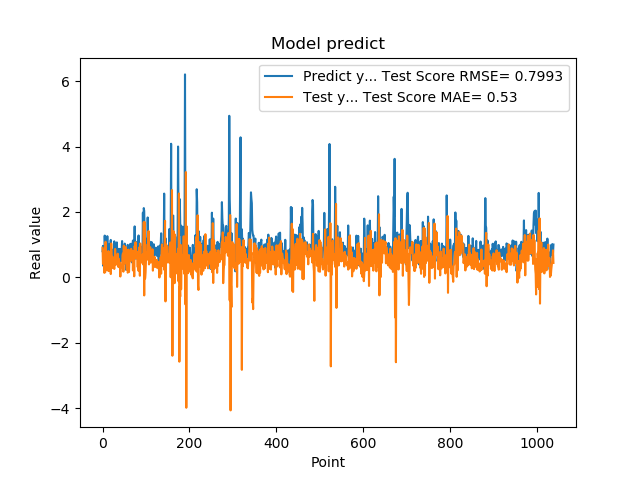 Model predict
Predict y... Test Score RMSE= 0.7993
Test y... Test Score MAE= 0.53
6
4
2
0
−2
−4
Real value
0 200 400 600 800 1000
Point